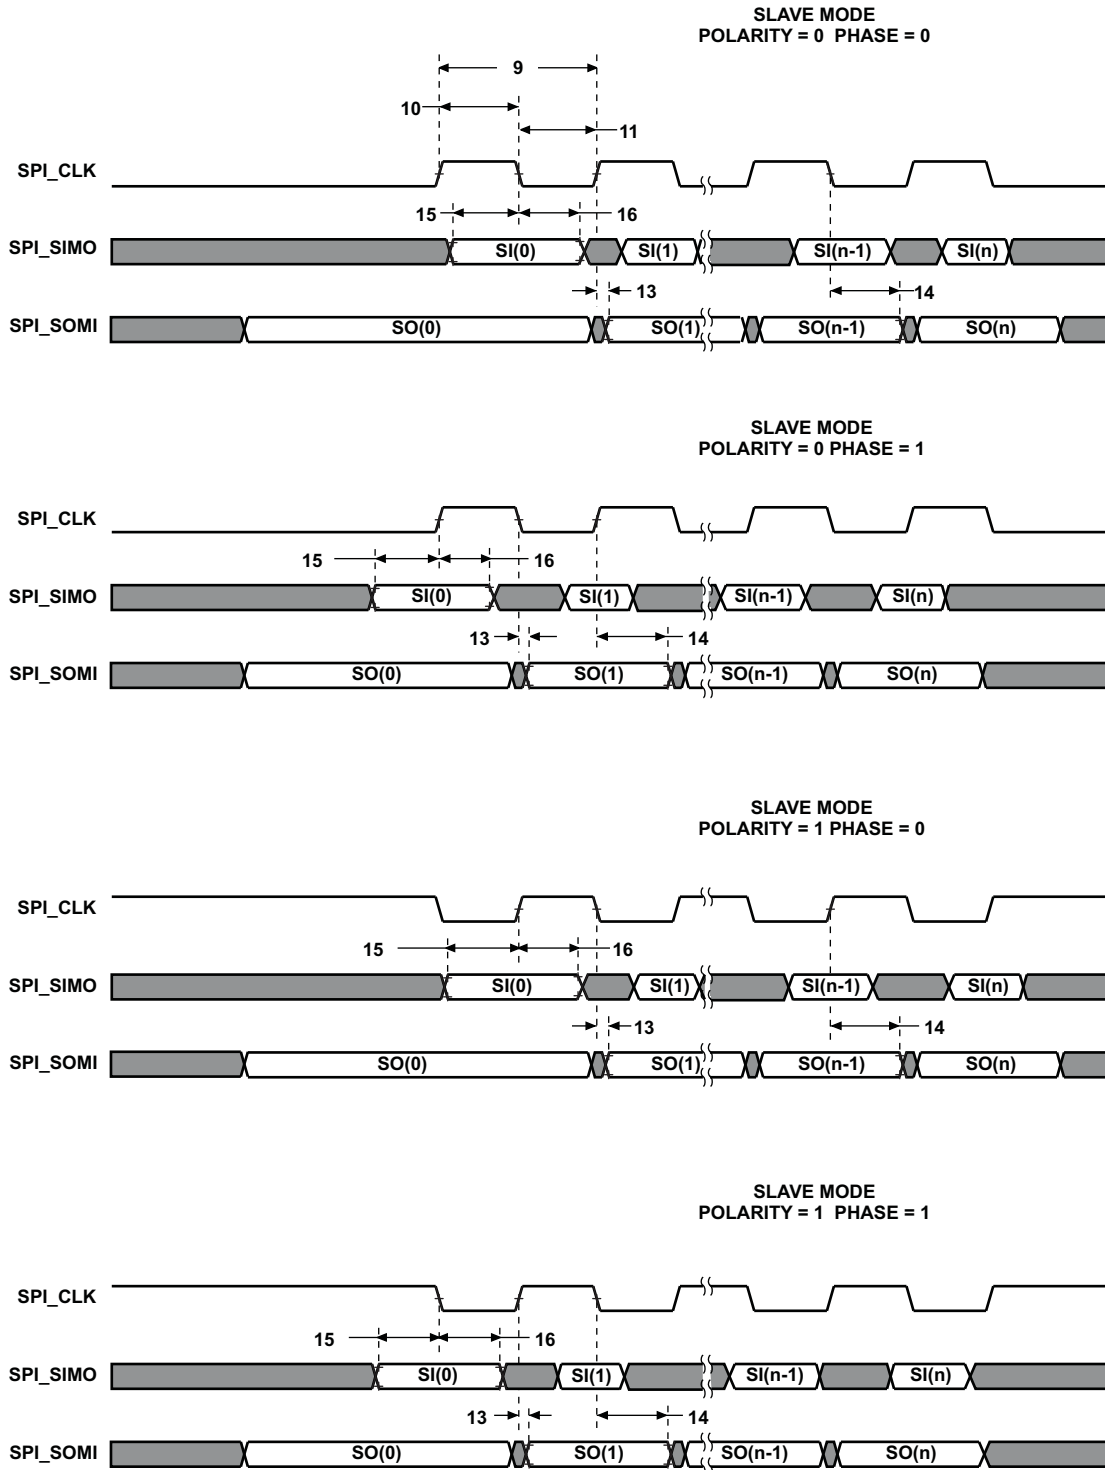 SLAVE MODE
POLARITY = 0 PHASE = 0
9
10
11
SPI_CLK
15
16
SPI_SIMO
SI(0)
SI(1)
SI(n-1)
SI(n)
13
14
SPI_SOMI
SO(0)
SO(1)
SO(n-1)
SO(n)
SLAVE MODE
POLARITY = 0 PHASE = 1
SPI_CLK
15
16
SPI_SIMO
SI(0)
SI(1)
SI(n-1)
SI(n)
13
14
SPI_SOMI
SO(0)
SO(1)
SO(n-1)
SO(n)
SLAVE MODE
POLARITY = 1 PHASE = 0
SPI_CLK
15
16
SPI_SIMO
SI(0)
SI(1)
SI(n-1)
SI(n)
13
14
SPI_SOMI
SO(0)
SO(1)
SO(n-1)
SO(n)
SLAVE MODE
POLARITY = 1 PHASE = 1
SPI_CLK
15
16
SPI_SIMO
SI(0)
SI(1)
SI(n-1)
SI(n)
13
14
SPI_SOMI
SO(0)
SO(1)
SO(n-1)
SO(n)